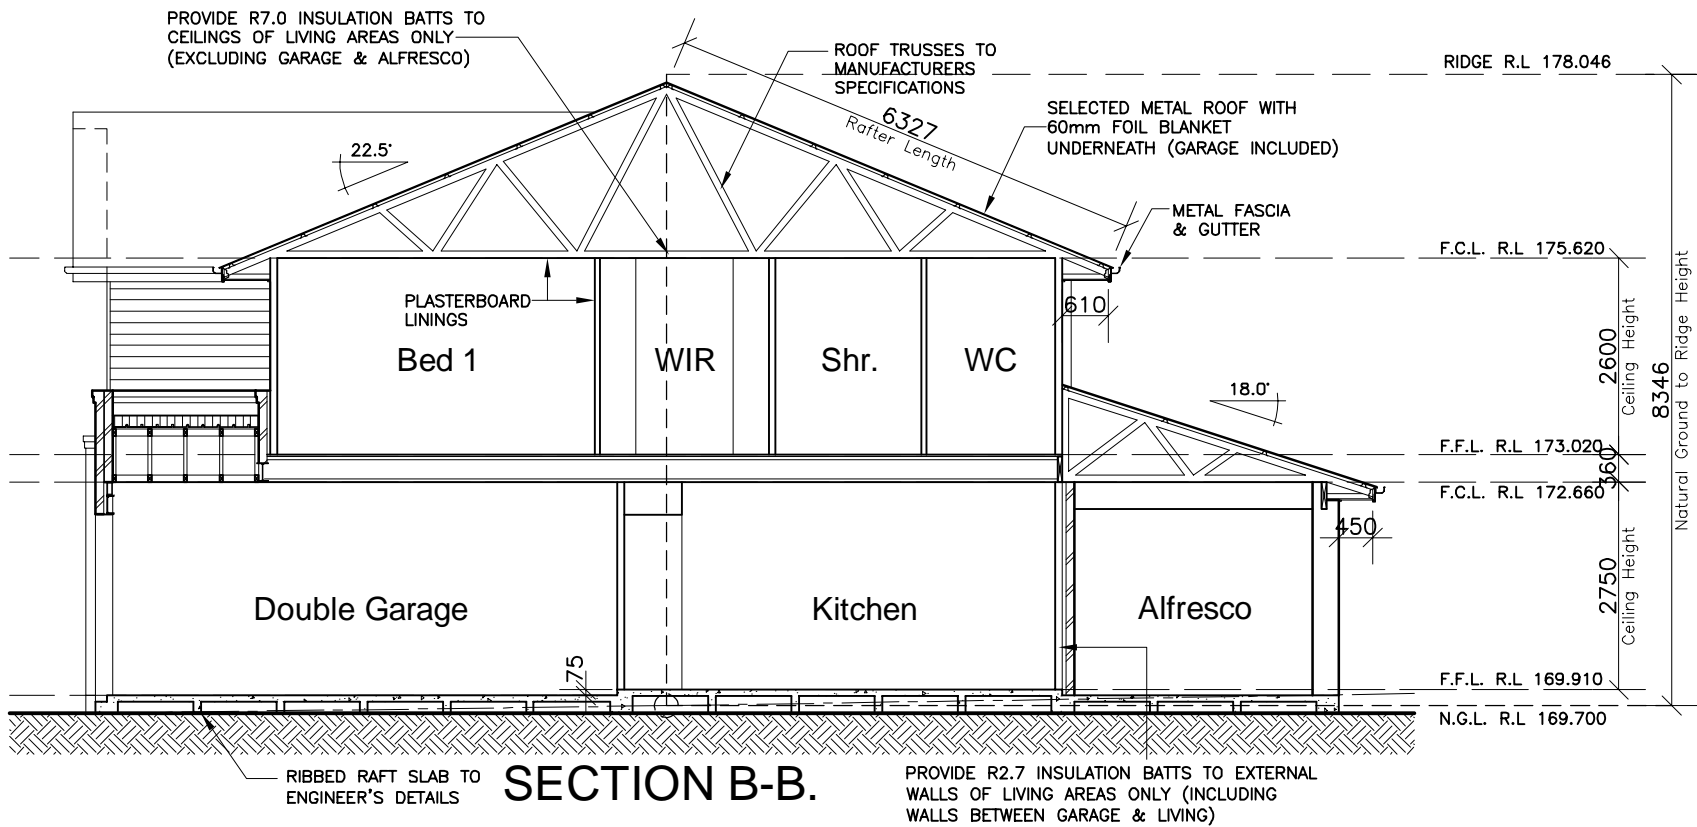 PROVIDE R7.0 INSULATION BATTS TO
CEILINGS OF LIVING AREAS ONLY
(EXCLUDING GARAGE & ALFRESCO)
ROOF TRUSSES TO
MANUFACTURERS
SPECIFICATIONS
RIDGE R.L 178.046
6327
Rafter Length
SELECTED METAL ROOF WITH
60mm FOIL BLANKET
UNDERNEATH (GARAGE INCLUDED)
22.5°
METAL FASCIA
& GUTTER
F.C.L. R.L 175.620
PLASTERBOARD
LININGS
610
Bed 1
WIR
Shr.
WC
2600
Ceiling Height
8346
Natural Ground to Ridge Height
18.0°
F.F.L. R.L 173.020
360
F.C.L. R.L 172.660
450
Double Garage
Kitchen
Alfresco
2750
Ceiling Height
75
F.F.L. R.L 169.910
N.G.L. R.L 169.700
RIBBED RAFT SLAB TO
ENGINEER'S DETAILS
SECTION B-B.
PROVIDE R2.7 INSULATION BATTS TO EXTERNAL
WALLS OF LIVING AREAS ONLY (INCLUDING
WALLS BETWEEN GARAGE & LIVING)